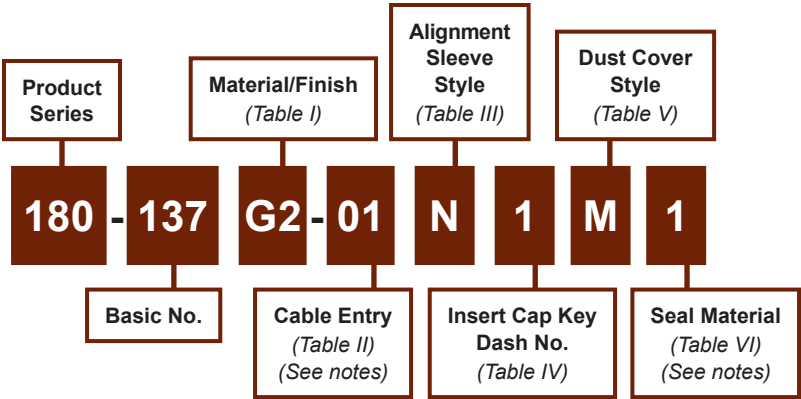 Product
Series
Material/Finish
(Table I)
Alignment
Sleeve
Style
(Table III)
Dust Cover
Style
(Table V)
180 - 137 G2 - 01 N 1 M 1
Basic No.
Cable Entry
(Table II)
(See notes)
Insert Cap Key
Dash No.
(Table IV)
Seal Material
(Table VI)
(See notes)